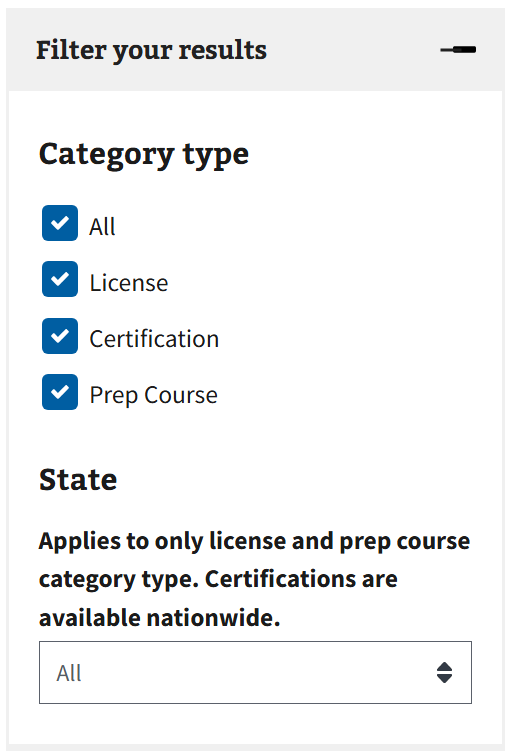 Filter your results
Category type
All
License
Certification
Prep Course
State
Applies to only license and prep course
category type. Certifications are
available nationwide.
All